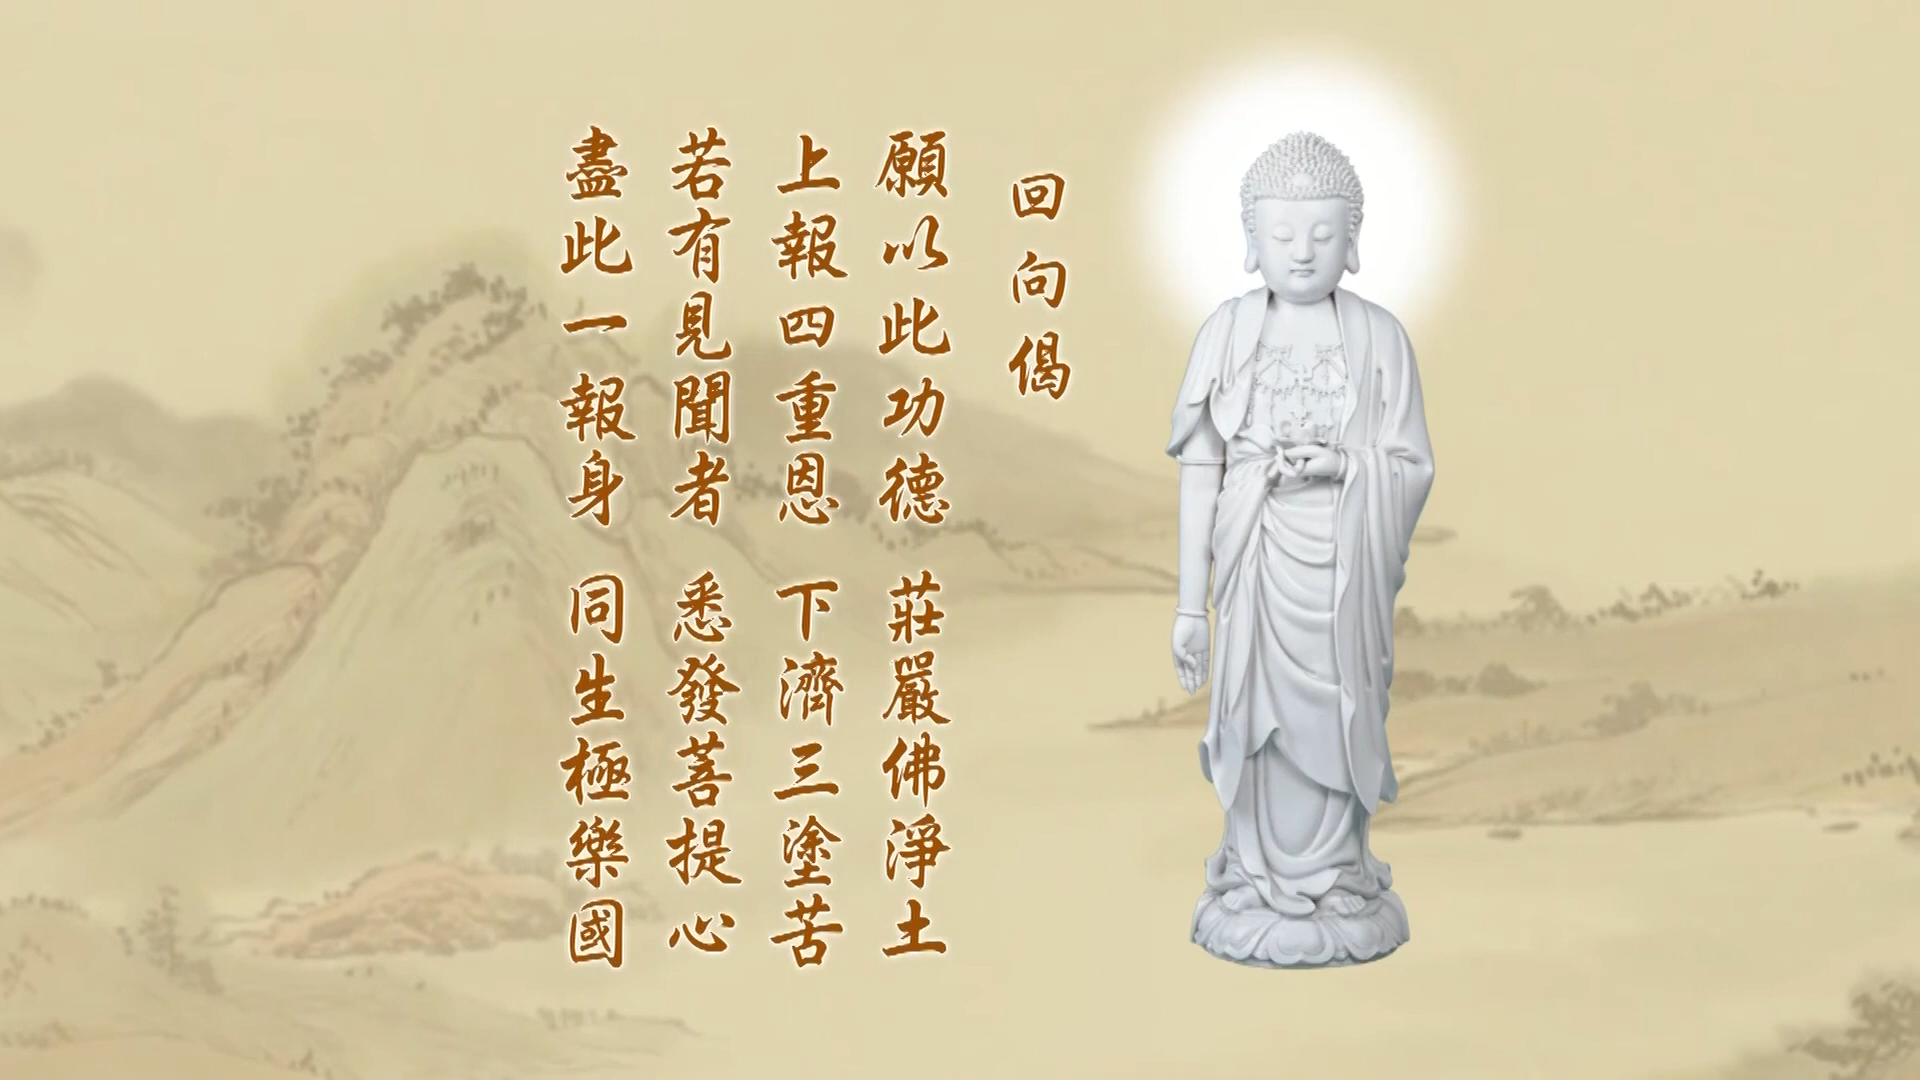 回向偈
願以此功德 莊嚴佛淨土
上報四重恩 下濟三塗苦
若有見聞者 悉發菩提心
盡此一報身 同生極樂國